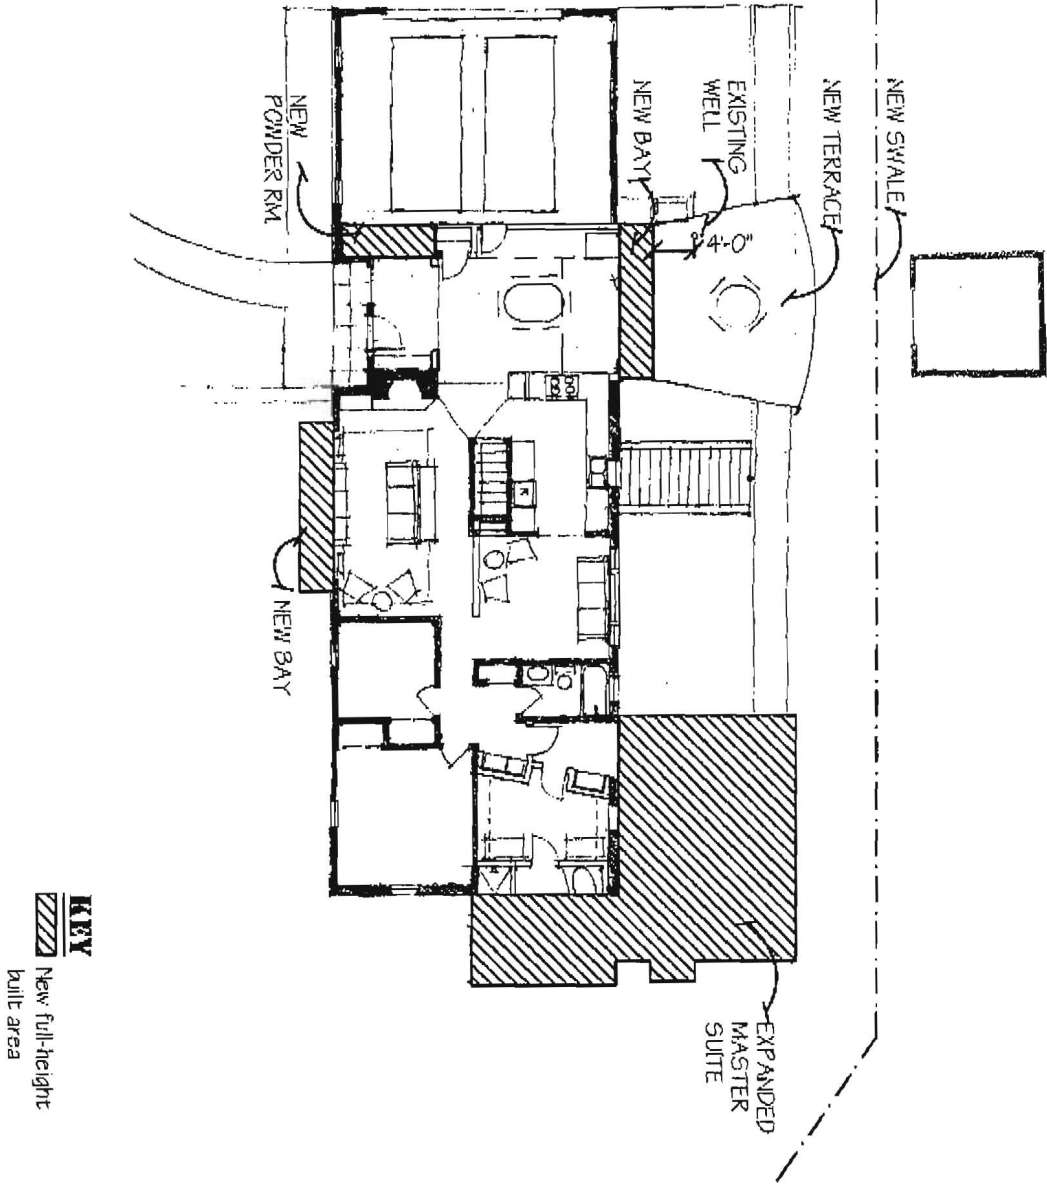 NEW SWALE
NEW TERRACE
EXISTING
WELL
NEW BAY
NEW
POWDER RM.
4'-0"
NEW BAY
EXPANDED
MASTER
SUITE
KEY
New full-height
built area